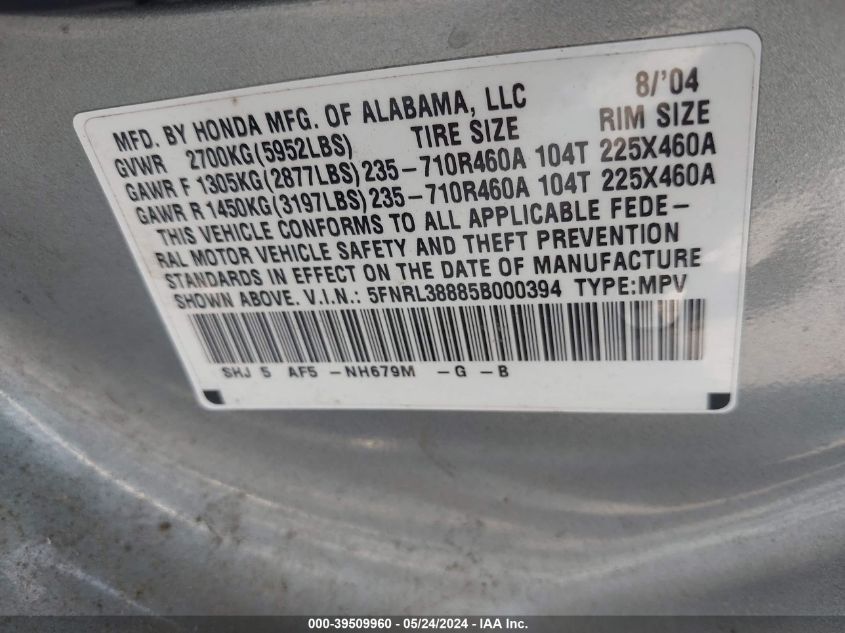 8/'04
MFD. BY HONDA MFG. OF ALABAMA, LLC
GVWR 2700KG(5952LBS) TIRE SIZE RIM SIZE
GAWR F 1305KG(2877LBS) 235-710R460A 104T 225X460A
GAWR R 1450KG(3197LBS) 235-710R460A 104T 225X460A
THIS VEHICLE CONFORMS TO ALL APPLICABLE FEDE-
RAL MOTOR VEHICLE SAFETY AND THEFT PREVENTION
STANDARDS IN EFFECT ON THE DATE OF MANUFACTURE
SHOWN ABOVE. V.I.N.: 5FNRL38885B000394 TYPE:MPV
SHJ 5 AF5 -NH679M -G -B
000-39509960 - 05/24/2024 - IAA Inc.